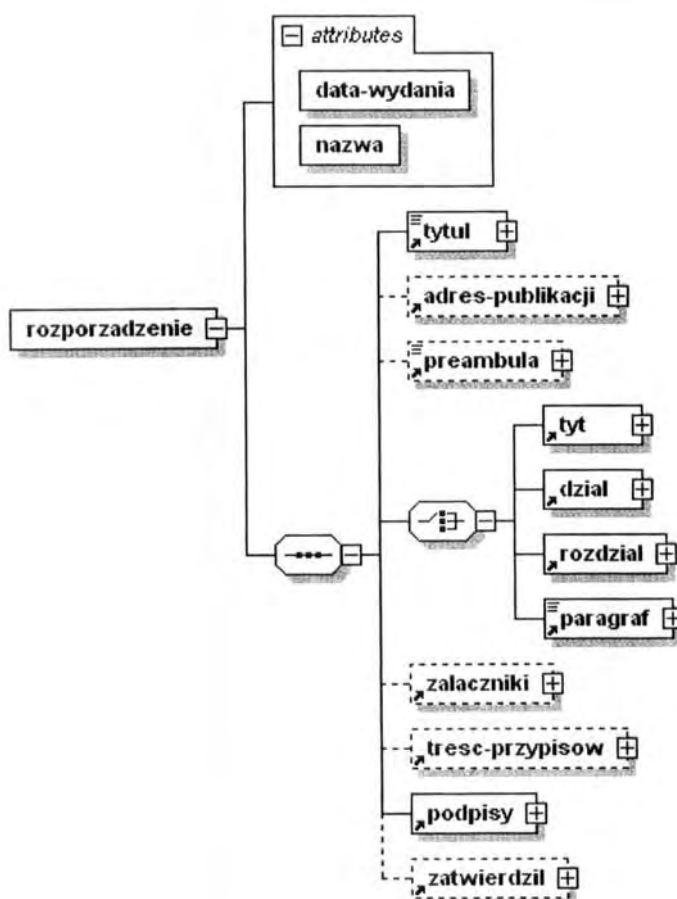 attributes
data-wydania
nazwa
tytul
adres-publikacji
rozporzadzenie
preambula
tyt
dzial
rozdzial
paragraf
zalaczniki
tresc-przypisow
podpisy
zatwierdzil